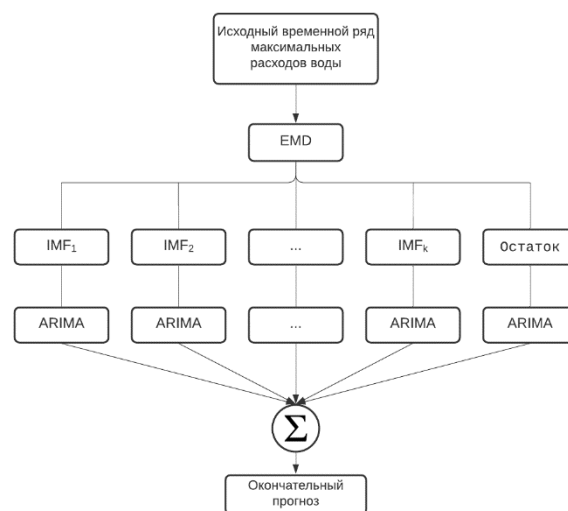 Исходный временной ряд
максимальных
расходов воды
EMD
IMF₁
IMF₂
...
IMFₖ
Остаток
ARIMA
ARIMA
...
ARIMA
ARIMA
Σ
Окончательный
прогноз